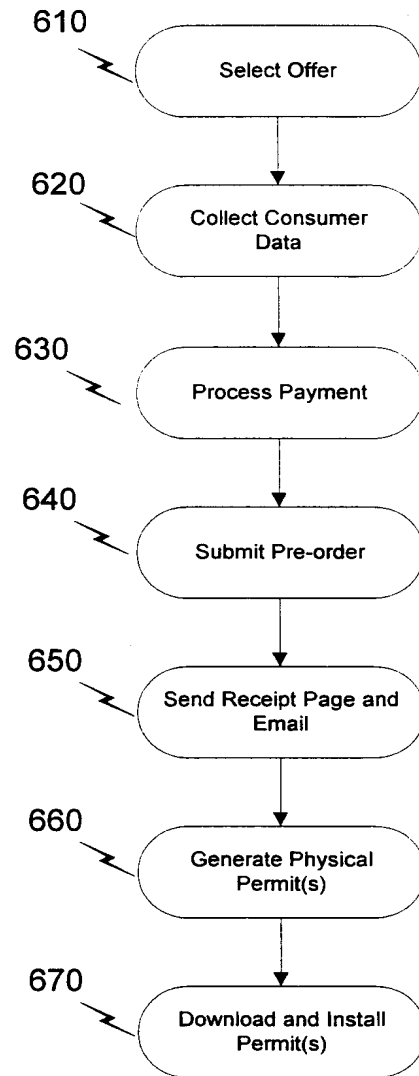 610
Select Offer
620
Collect Consumer
Data
630
Process Payment
640
Submit Pre-order
650
Send Receipt Page and
Email
660
Generate Physical
Permit(s)
670
Download and Install
Permit(s)